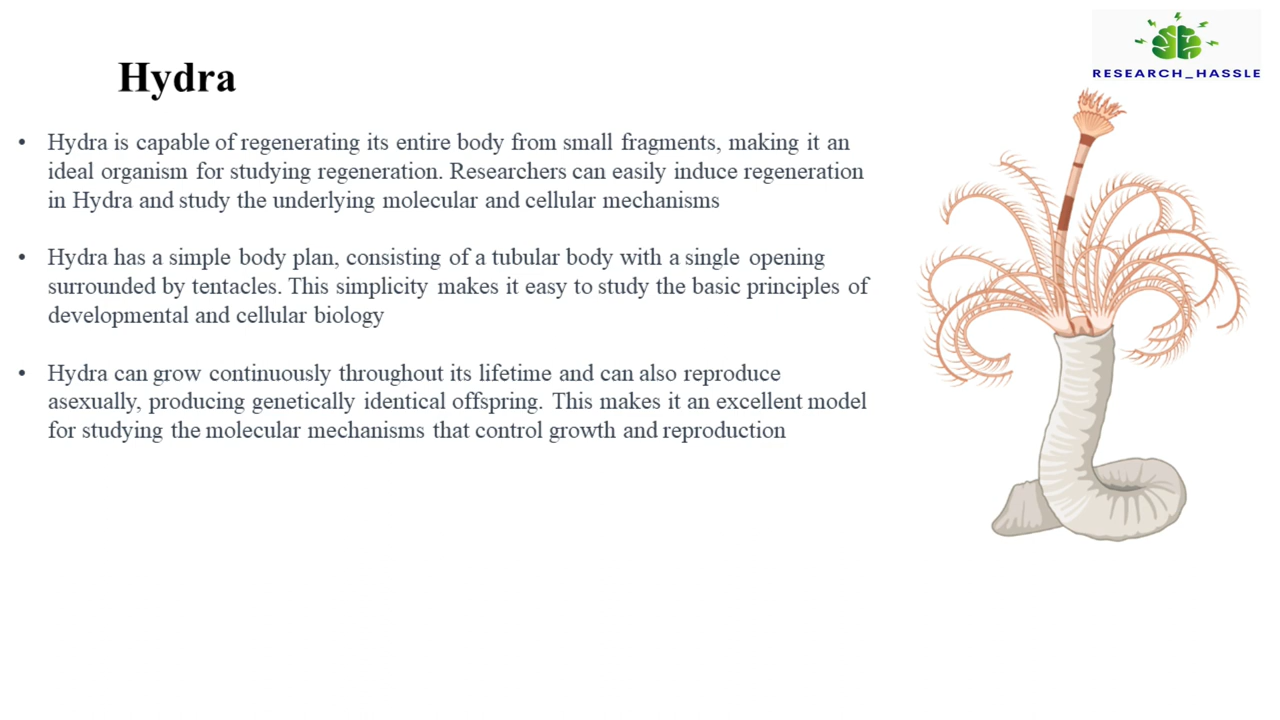 RESEARCH_HASSLE
Hydra
• Hydra is capable of regenerating its entire body from small fragments, making it an
ideal organism for studying regeneration. Researchers can easily induce regeneration
in Hydra and study the underlying molecular and cellular mechanisms
• Hydra has a simple body plan, consisting of a tubular body with a single opening
surrounded by tentacles. This simplicity makes it easy to study the basic principles of
developmental and cellular biology
• Hydra can grow continuously throughout its lifetime and can also reproduce
asexually, producing genetically identical offspring. This makes it an excellent model
for studying the molecular mechanisms that control growth and reproduction